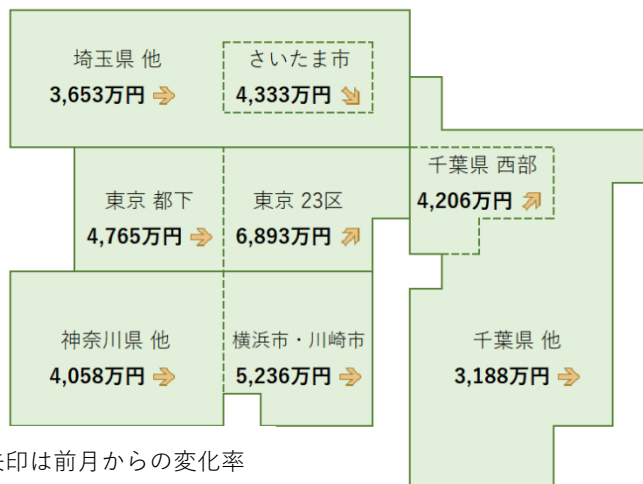 埼玉県 他
3,653万円
さいたま市
4,333万円
千葉県 西部
4,206万円
東京 都下
4,765万円
東京 23区
6,893万円
神奈川県 他
4,058万円
横浜市・川崎市
5,236万円
千葉県 他
3,188万円
印は前月からの変化率